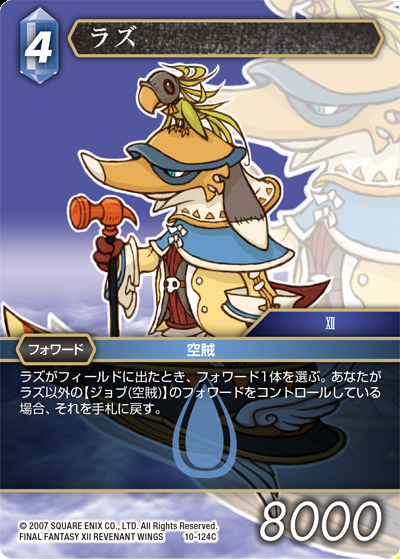 4
ラズ
XII
フォワード
空賊
ラズがフィールドに出たとき、フォワード1体を選ぶ。あなたが
ラズ以外の【ジョブ(空賊)】のフォワードをコントロールしている
場合、それを手札に戻す。
© 2007 SQUARE ENIX CO., LTD. All Rights Reserved.
FINAL FANTASY XII REVENANT WINGS 10-124C
8000